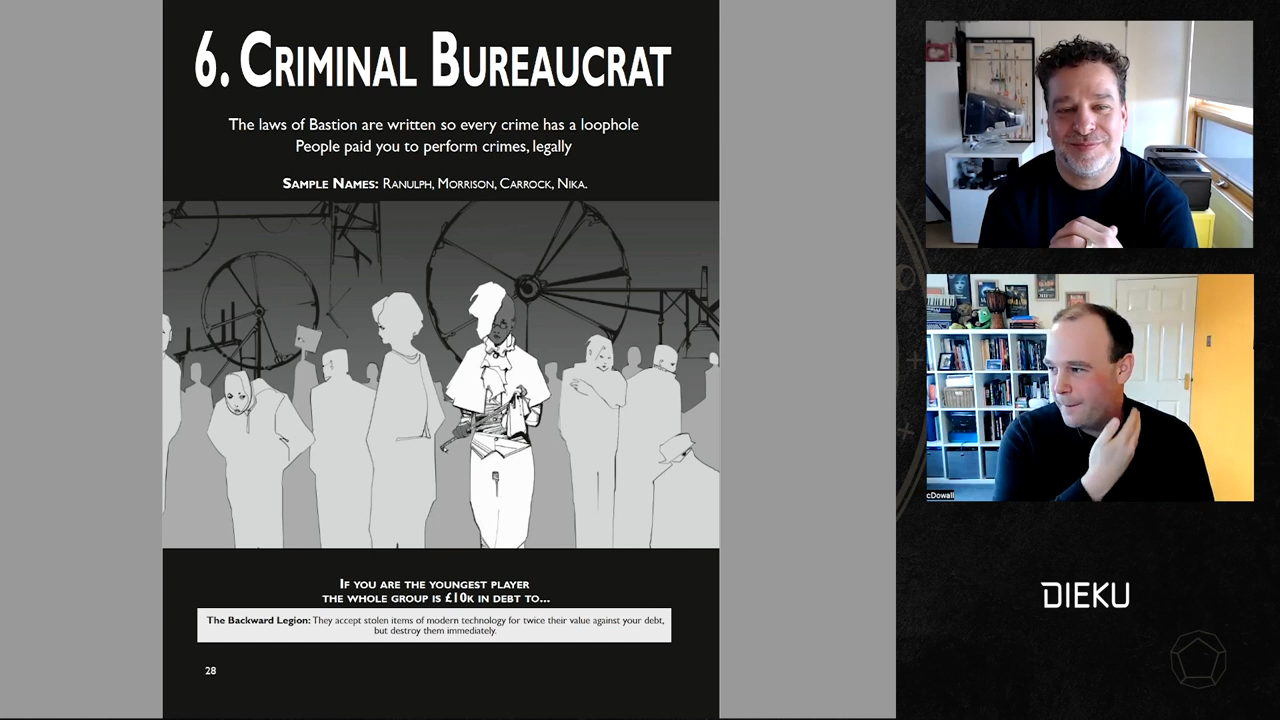 6. CRIMINAL BUREAUCRAT
The laws of Bastion are written so every crime has a loophole
People paid you to perform crimes, legally
SAMPLE NAMES: RANULPH, MORRISON, CARROCK, NIKA.
IF YOU ARE THE YOUNGEST PLAYER
THE WHOLE GROUP IS £10K IN DEBT TO...
The Backward Legion: They accept stolen items of modern technology for twice their value against your debt,
but destroy them immediately.
28
cDowall
DIEKU